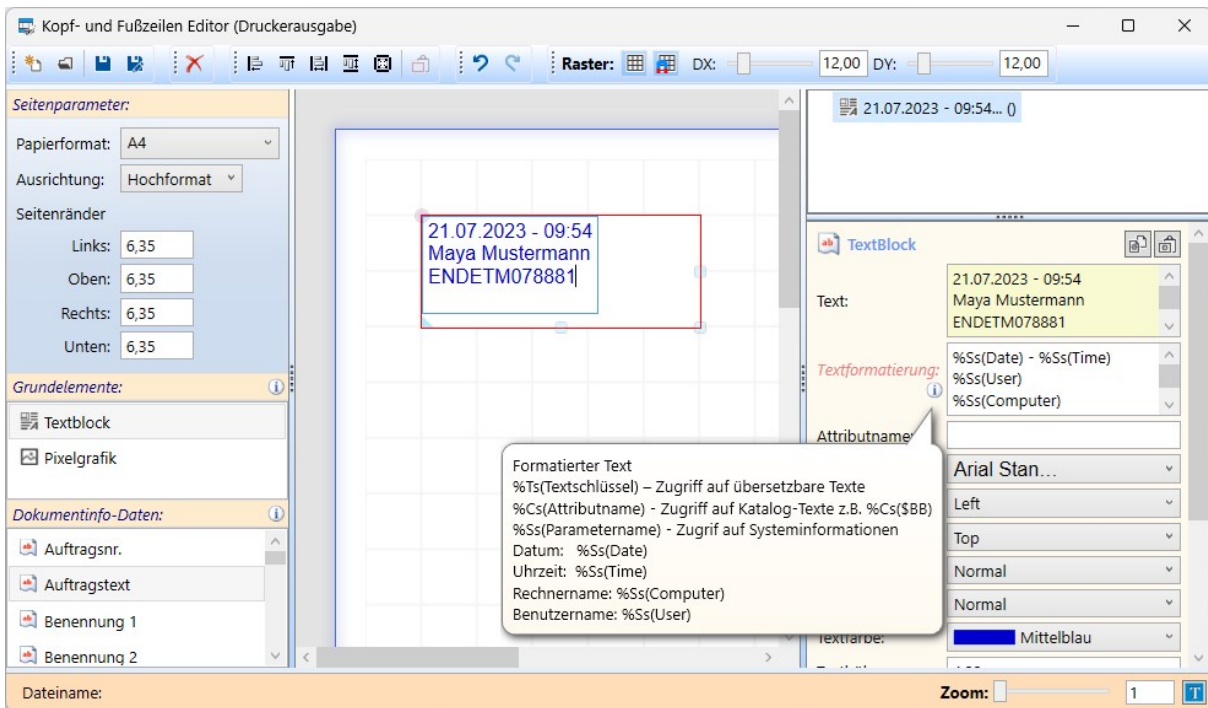 Kopf- und Fußzeilen Editor (Druckerausgabe)
Raster: DX: 12,00 DY: 12,00
Seitenparameter:
Papierformat: A4
Ausrichtung: Hochformat
Seitenränder
Links: 6,35
Oben: 6,35
Rechts: 6,35
Unten: 6,35
Grundelemente:
Textblock
Pixelgrafik
Dokumentinfo-Daten:
Auftragsnr.
Auftragstext
Benennung 1
Benennung 2
21.07.2023 - 09:54
Maya Mustermann
ENDETM078881
21.07.2023 - 09:54... ()
TextBlock
Text:
21.07.2023 - 09:54
Maya Mustermann
ENDETM078881
Textformatierung:
%Ss(Date) - %Ss(Time)
%Ss(User)
%Ss(Computer)
Attributname:
Arial Stan...
Left
Top
Normal
Normal
Textfarbe: Mittelblau
Formatierter Text
%Ts(Textschlüssel) – Zugriff auf übersetzbare Texte
%Cs(Attributname) - Zugriff auf Katalog-Texte z.B. %Cs($BB)
%Ss(Parametername) - Zugrif auf Systeminformationen
Datum: %Ss(Date)
Uhrzeit: %Ss(Time)
Rechnername: %Ss(Computer)
Benutzername: %Ss(User)
Dateiname:
Zoom: 1
T